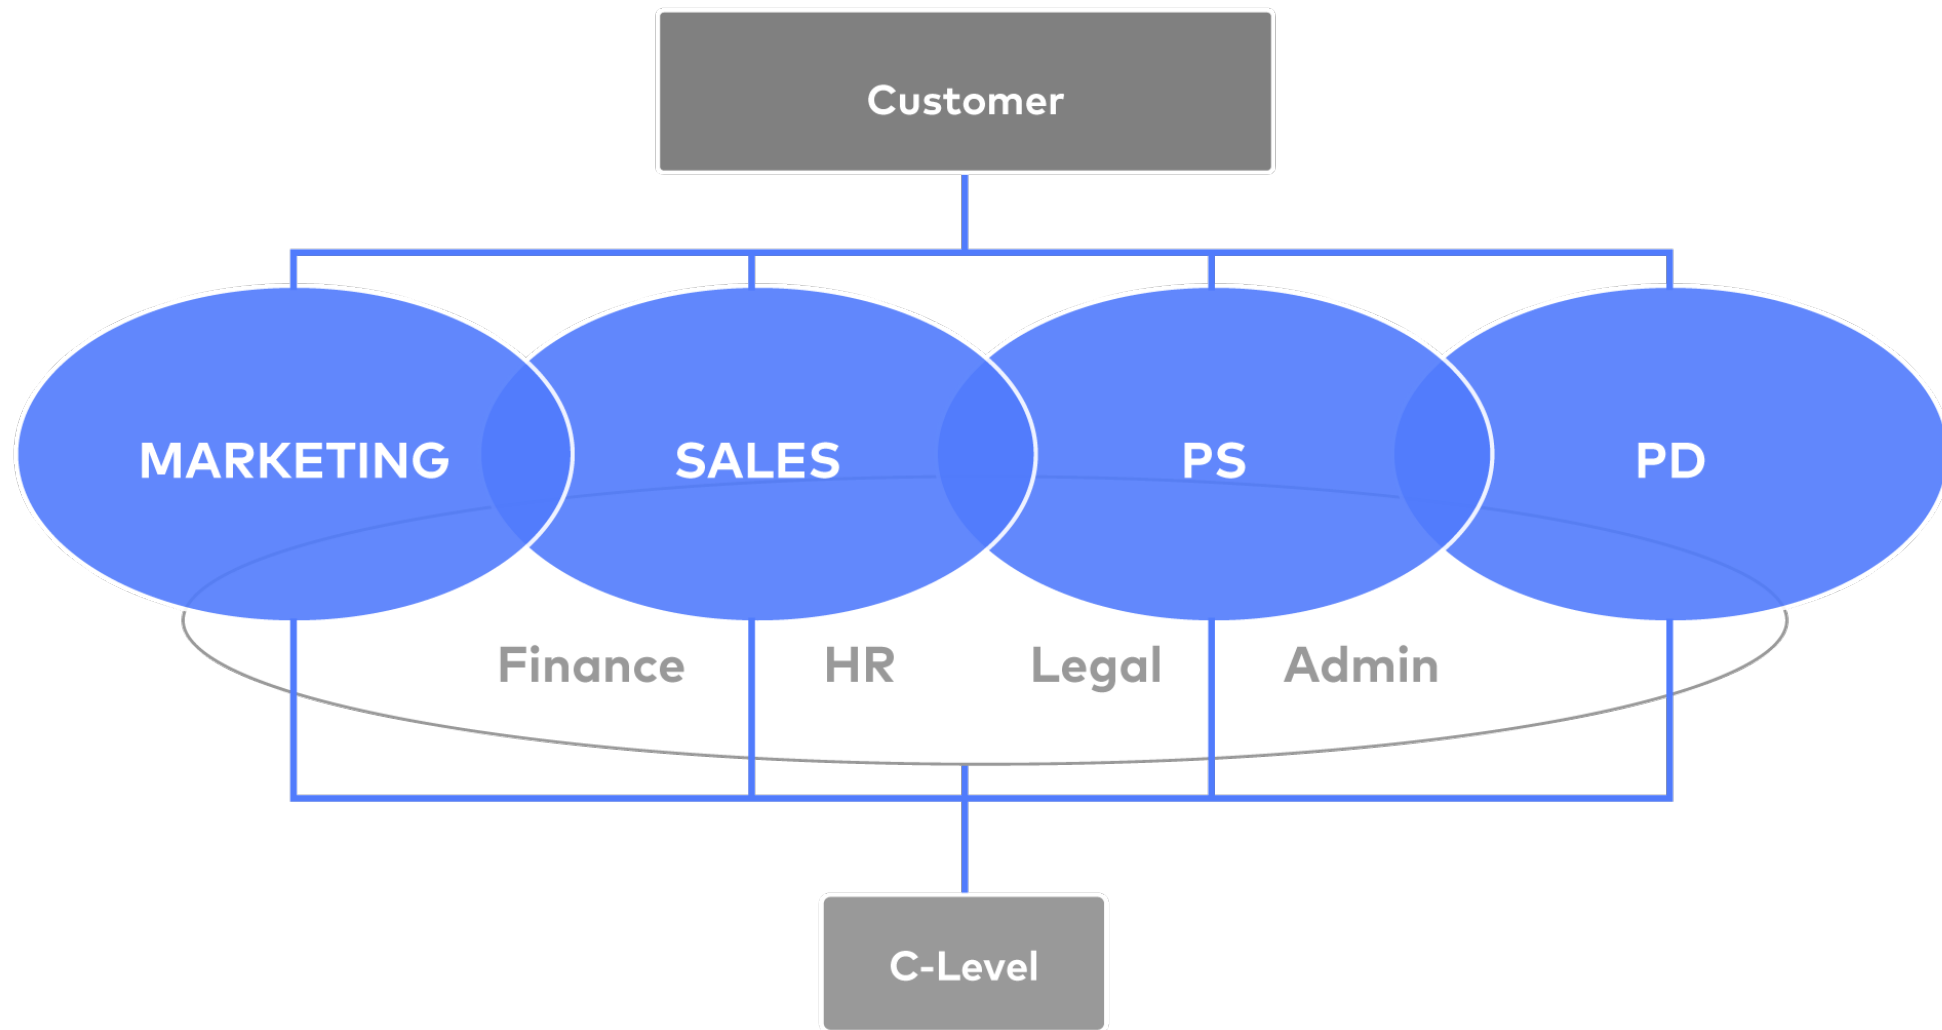 Customer
MARKETING SALES PS PD
Finance HR Legal Admin
C-Level